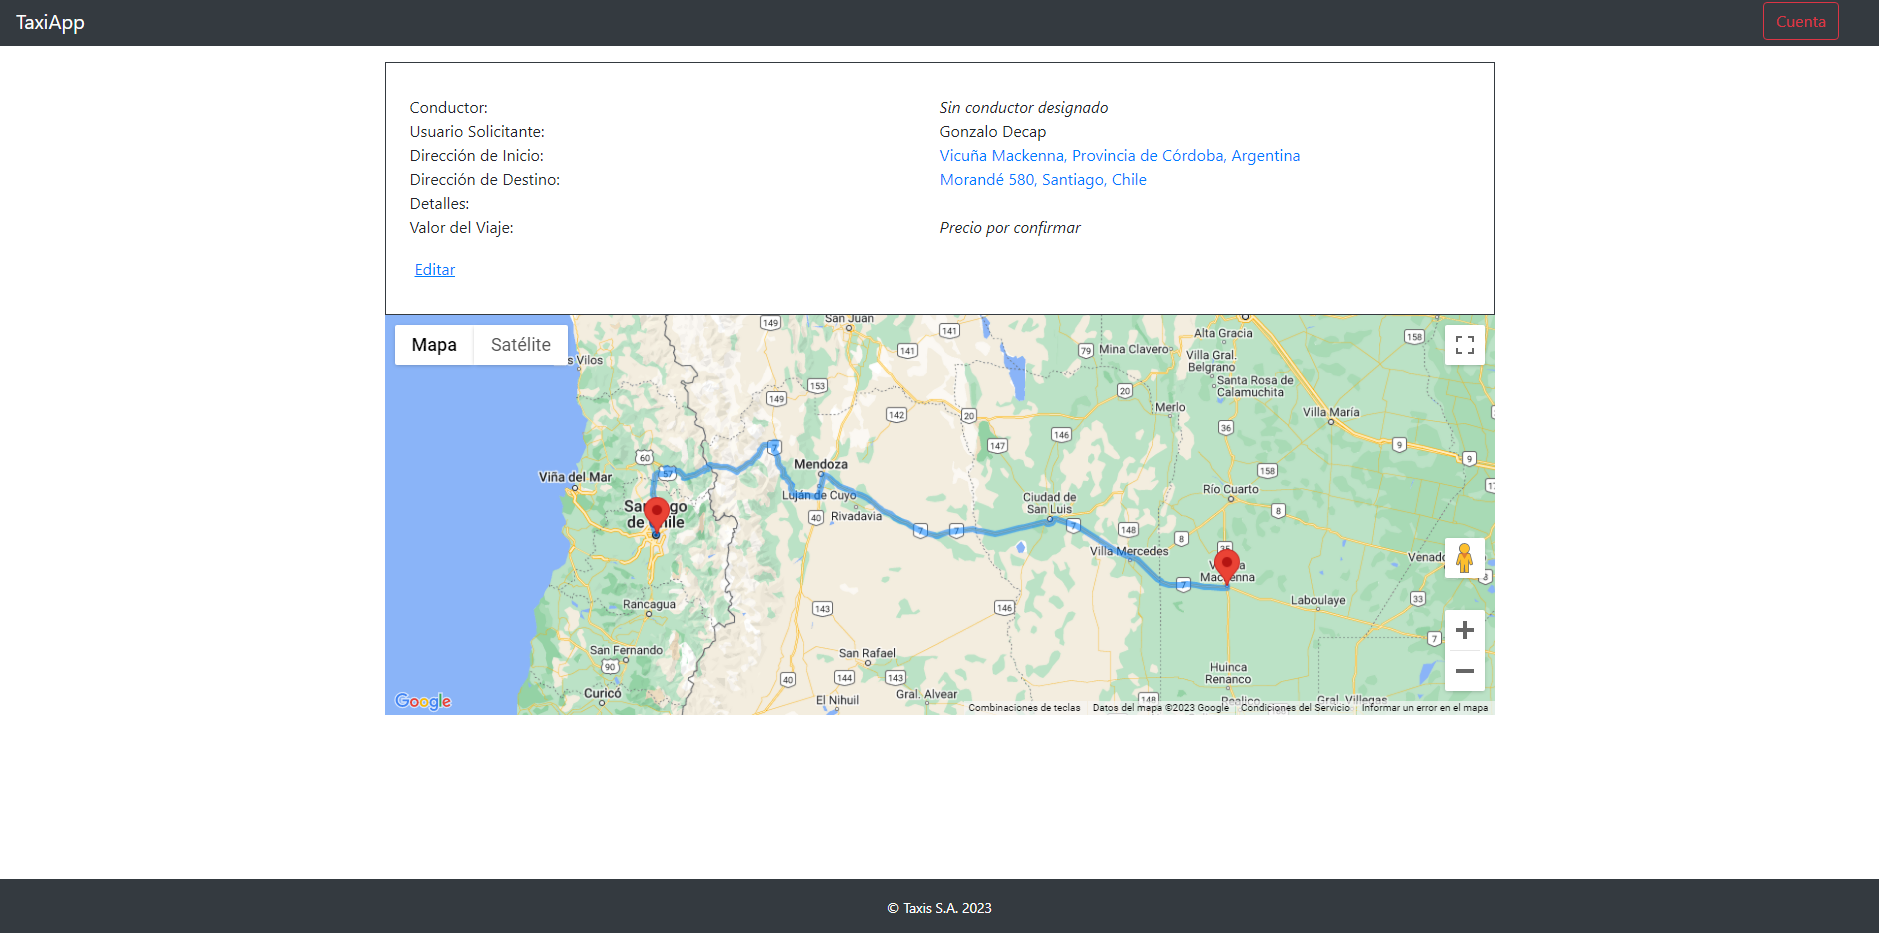 TaxiApp
Cuenta
Conductor: Sin conductor designado
Usuario Solicitante: Gonzalo Decap
Dirección de Inicio: Vicuña Mackenna, Provincia de Córdoba, Argentina
Dirección de Destino: Morandé 580, Santiago, Chile
Detalles:
Valor del Viaje: Precio por confirmar
Editar
Mapa Satélite
s Vilos
149
San Juan
141
141
153
149
142
20
79
Mina Clavero
Alta Gracia
Villa Gral.
Belgrano
158
20
Santa Rosa de
Calamuchita
Merlo
Villa María
36
146
147
9
9
60
57
7
Viña del Mar
Mendoza
158
Luján de Cuyo
Rivadavia
40
Ciudad de
San Luis
Río Cuarto
8
7
7
7
148
8
35
Villa Mercedes
Mackenna
7
Laboulaye
33
7
Rancagua
143
146
San Fernando
90
San Rafael
40
144
143
Curicó
El Nihuil
Gral. Alvear
Huinca
Renanco
148
Realico
Gral. Villegas
Google
Combinaciones de teclas
Datos del mapa ©2023 Google
Condiciones del Servicio
Informar un error en el mapa
© Taxis S.A. 2023